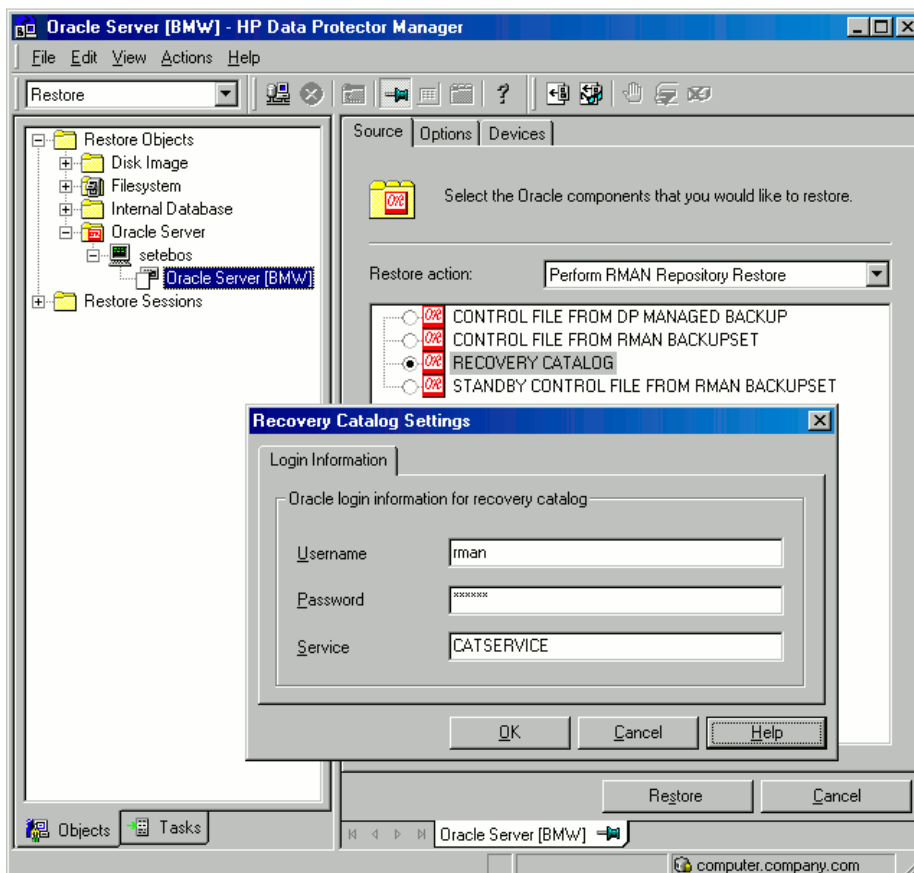 Oracle Server [BMW] - HP Data Protector Manager
File Edit View Actions Help
Restore
Restore Objects
Disk Image
Filesystem
Internal Database
Oracle Server
setebos
Oracle Server [BMW]
Restore Sessions
Objects Tasks
Source Options Devices
Select the Oracle components that you would like to restore.
Restore action: Perform RMAN Repository Restore
CONTROL FILE FROM DP MANAGED BACKUP
CONTROL FILE FROM RMAN BACKUPSET
RECOVERY CATALOG
STANDBY CONTROL FILE FROM RMAN BACKUPSET
Recovery Catalog Settings
Login Information
Oracle login information for recovery catalog
Username rman
Password ××××××
Service CATSERVICE
OK Cancel Help
Restore Cancel
Oracle Server [BMW]
computer.company.com